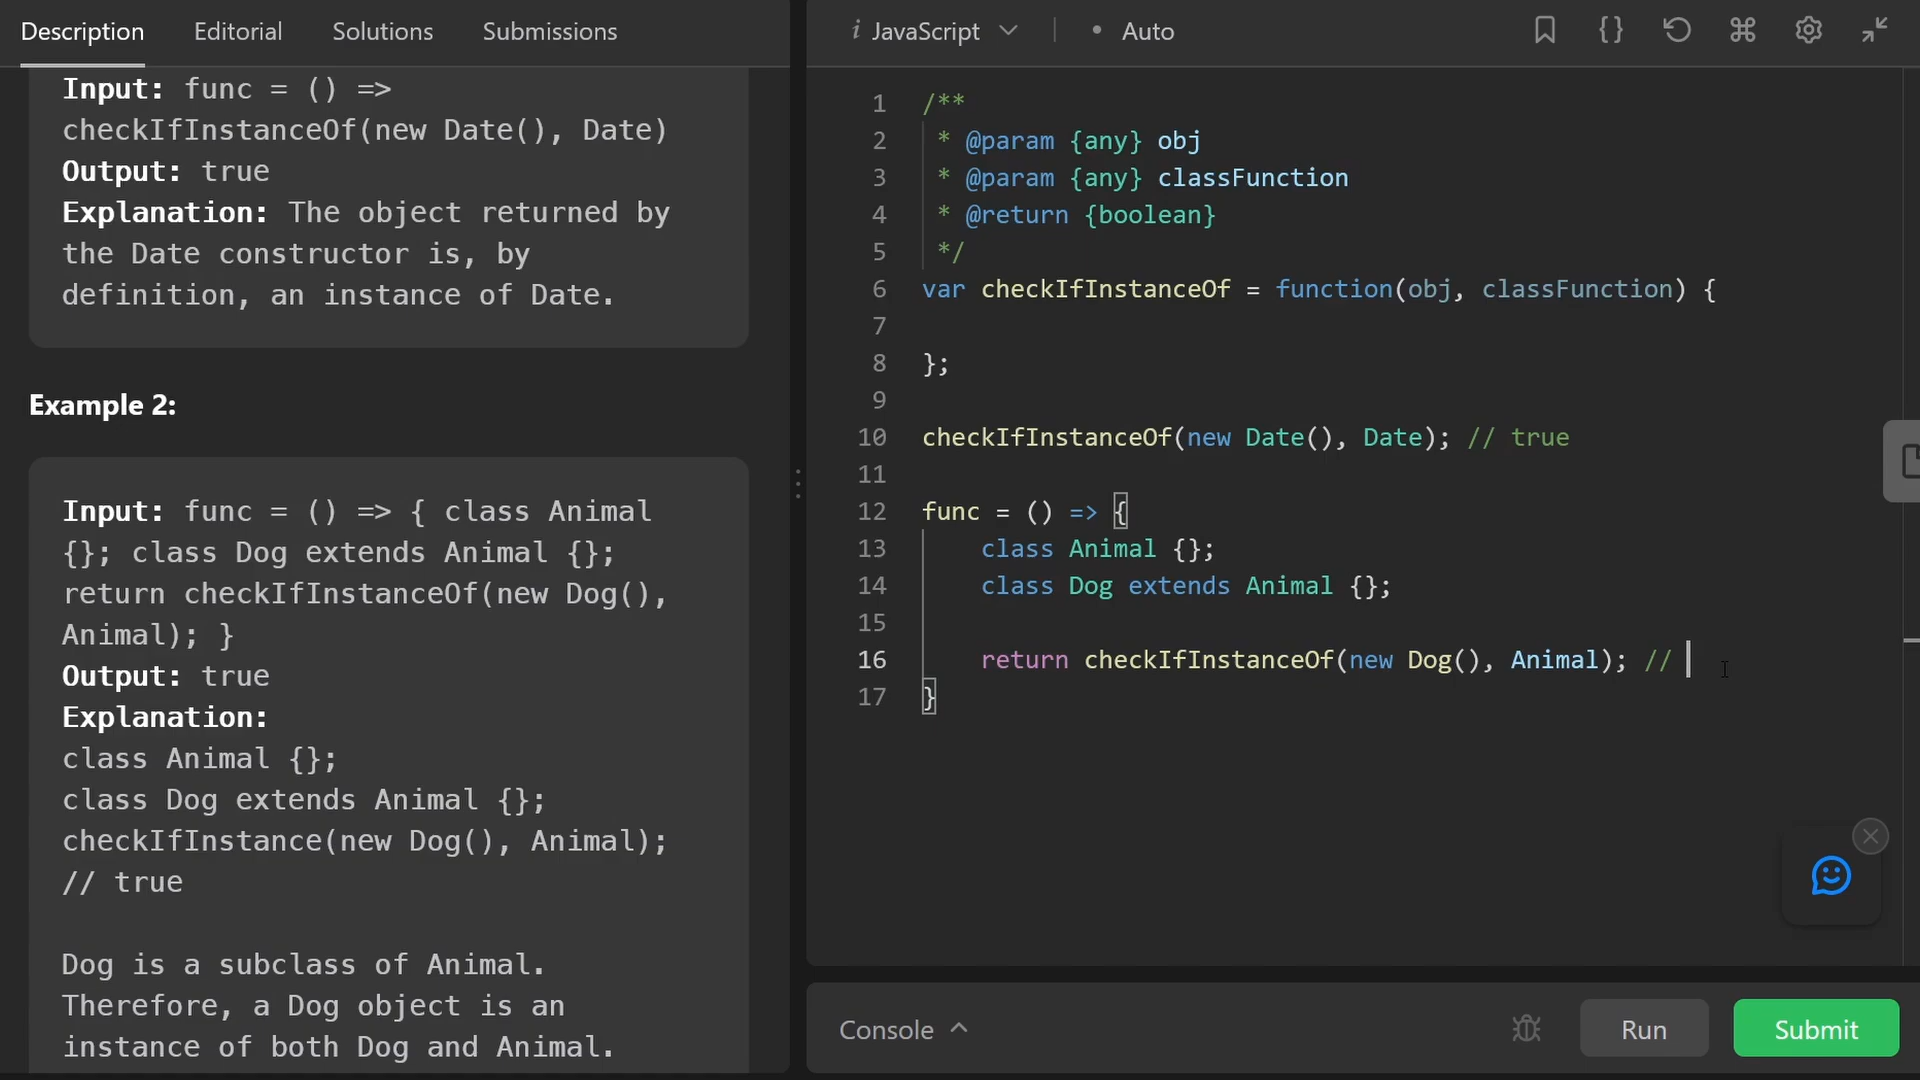 Description Editorial Solutions Submissions
Input: func = () =>
checkIfInstanceOf(new Date(), Date)
Output: true
Explanation: The object returned by
the Date constructor is, by
definition, an instance of Date.
Example 2:
Input: func = () => { class Animal
{}; class Dog extends Animal {};
return checkIfInstanceOf(new Dog(),
Animal); }
Output: true
Explanation:
class Animal {};
class Dog extends Animal {};
checkIfInstance(new Dog(), Animal);
// true
Dog is a subclass of Animal.
Therefore, a Dog object is an
instance of both Dog and Animal.
i JavaScript • Auto
1 /**
2 * @param {any} obj
3 * @param {any} classFunction
4 * @return {boolean}
5 */
6 var checkIfInstanceOf = function(obj, classFunction) {
7
8 };
9
10 checkIfInstanceOf(new Date(), Date); // true
11
12 func = () => {
13 class Animal {};
14 class Dog extends Animal {};
15
16 return checkIfInstanceOf(new Dog(), Animal); //
17 }
Console Run Submit